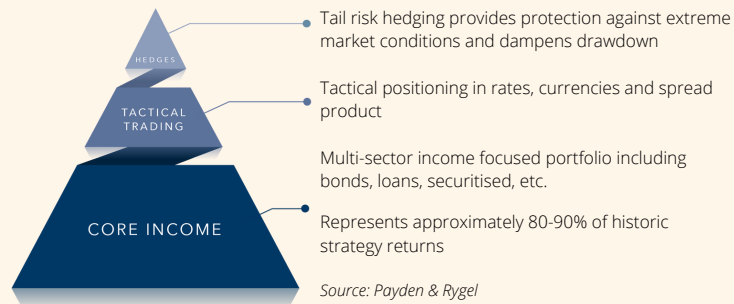 HEDGES
Tail risk hedging provides protection against extreme
market conditions and dampens drawdown
TACTICAL
TRADING
Tactical positioning in rates, currencies and spread
product
CORE INCOME
Multi-sector income focused portfolio including
bonds, loans, securitised, etc.
Represents approximately 80-90% of historic
strategy returns
Source: Payden & Rygel